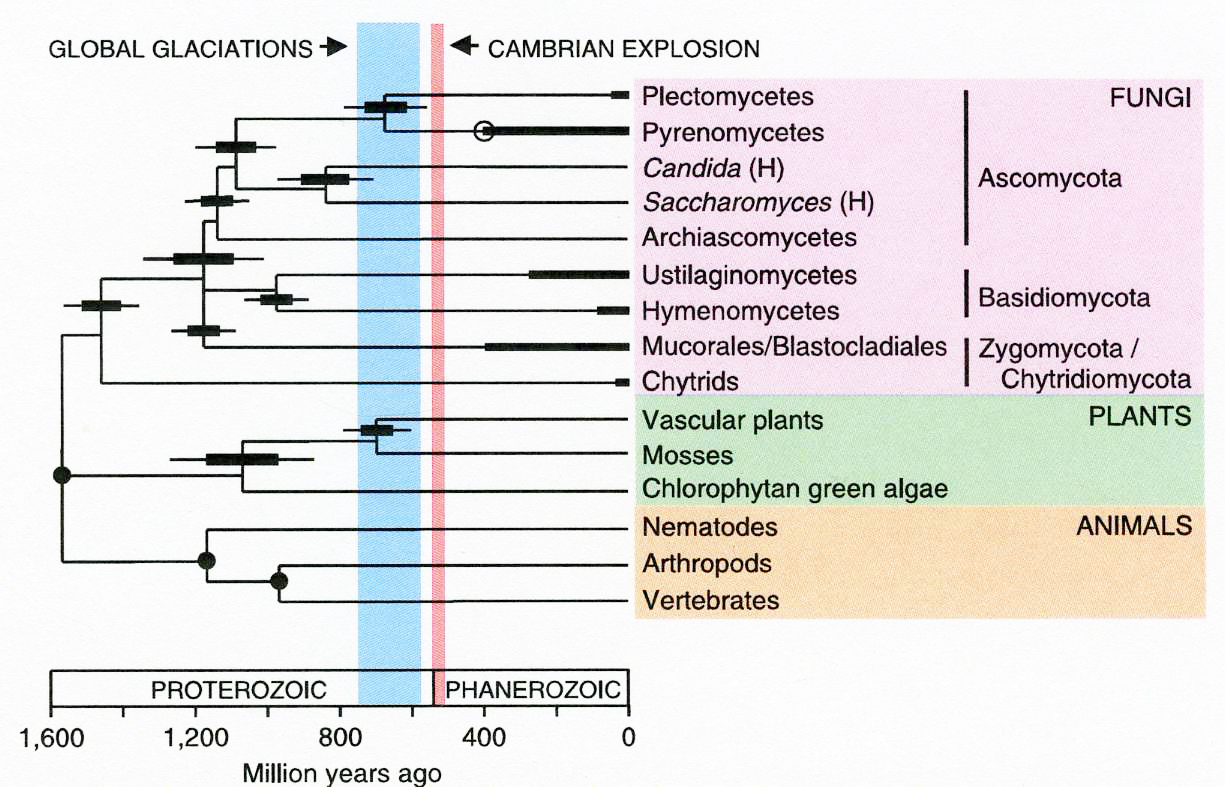 GLOBAL GLACIATIONS
CAMBRIAN EXPLOSION
Plectomycetes
FUNGI
Pyrenomycetes
Candida (H)
Ascomycota
Saccharomyces (H)
Archiascomycetes
Ustilaginomycetes
Basidiomycota
Hymenomycetes
Mucorales/Blastocladiales
Zygomycota /
Chytridiomycota
Chytrids
Vascular plants
PLANTS
Mosses
Chlorophytan green algae
Nematodes
ANIMALS
Arthropods
Vertebrates
PROTEROZOIC
PHANEROZOIC
1,600
1,200
800
400
0
Million years ago